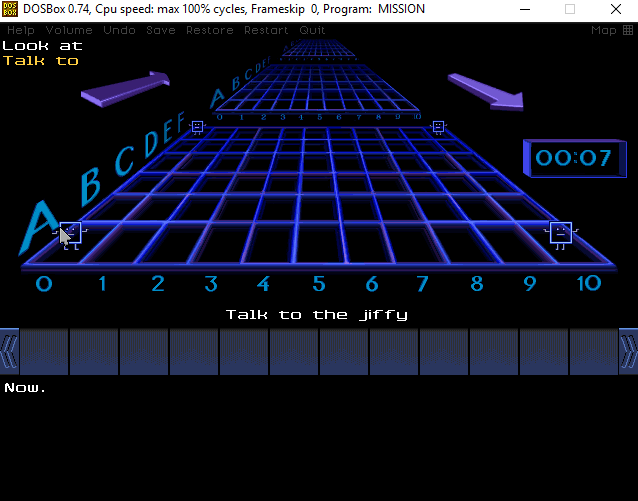 DOS BOX DOSBox 0.74, Cpu speed: max 100% cycles, Frameskip 0, Program: MISSION
Help Volume Undo Save Restore Restart Quit Map
Look at
Talk to
A B C D E F
0 1 2 3 4 5 6 7 8 9 10
A B C D E F
00:07
0 1 2 3 4 5 6 7 8 9 10
Talk to the jiffy
Now.